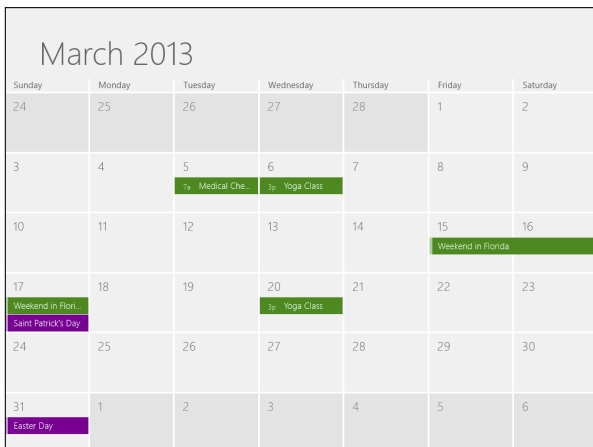 March 2013
Sunday Monday Tuesday Wednesday Thursday Friday Saturday
24 25 26 27 28 1 2
3 4 5 6 7 8 9
7a Medical Che... 3p Yoga Class
10 11 12 13 14 15 16
Weekend in Florida
17 18 19 20 21 22 23
Weekend in Flori... 3p Yoga Class
Saint Patrick's Day
24 25 26 27 28 29 30
31 1 2 3 4 5 6
Easter Day